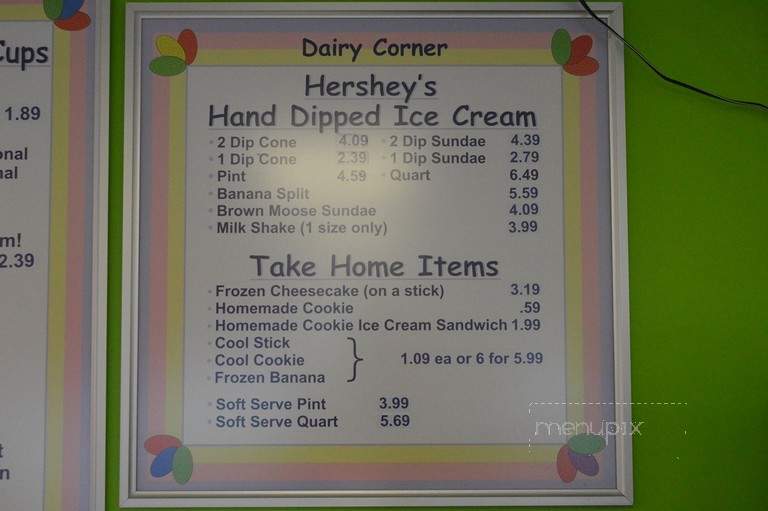 Cups
1.89
2.39
Dairy Corner
Hershey's
Hand Dipped Ice Cream
• 2 Dip Cone 4.09 • 2 Dip Sundae 4.39
• 1 Dip Cone 2.39 • 1 Dip Sundae 2.79
• Pint 4.59 • Quart 6.49
• Banana Split 5.59
• Brown Moose Sundae 4.09
• Milk Shake (1 size only) 3.99
Take Home Items
• Frozen Cheesecake (on a stick) 3.19
• Homemade Cookie .59
• Homemade Cookie Ice Cream Sandwich 1.99
• Cool Stick
• Cool Cookie } 1.09 ea or 6 for 5.99
• Frozen Banana
• Soft Serve Pint 3.99
• Soft Serve Quart 5.69
menupix